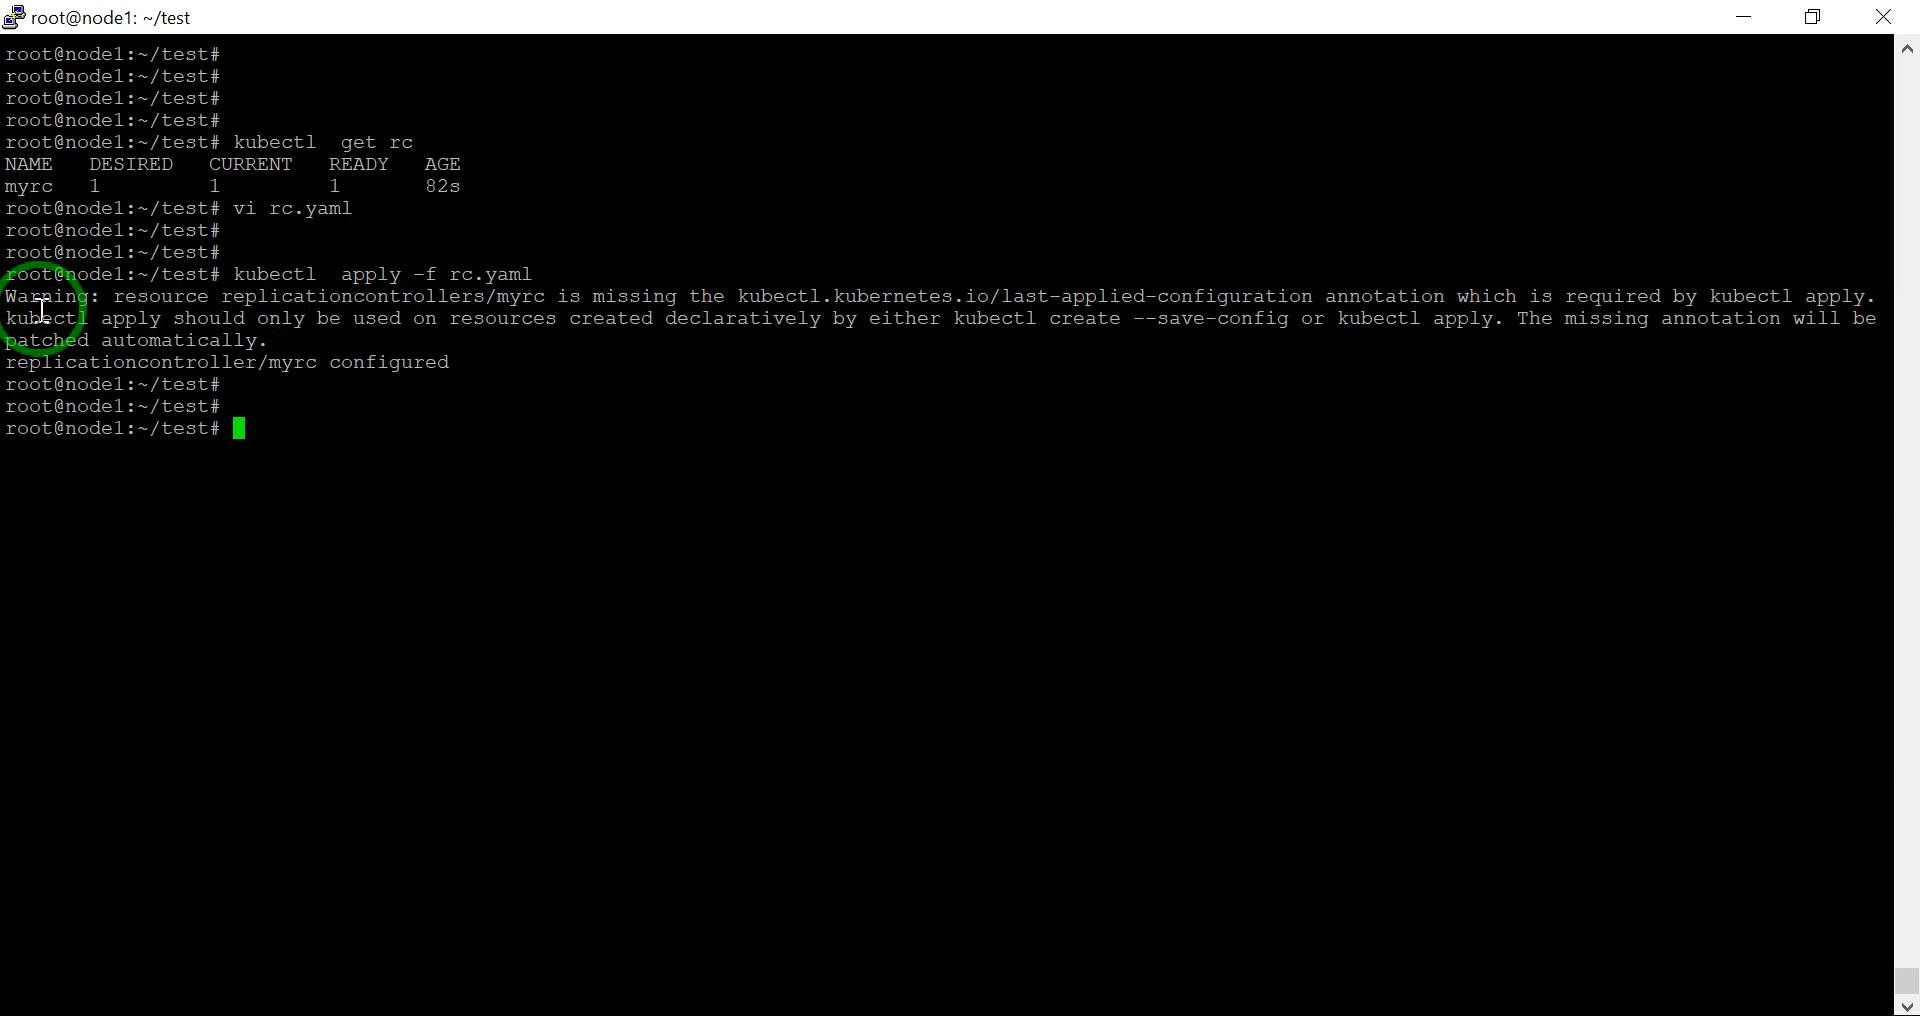 root@node1: ~/test
root@node1:~/test#
root@node1:~/test#
root@node1:~/test#
root@node1:~/test#
root@node1:~/test# kubectl  get rc
NAME   DESIRED   CURRENT   READY   AGE
myrc   1         1         1       82s
root@node1:~/test# vi rc.yaml
root@node1:~/test#
root@node1:~/test#
root@node1:~/test# kubectl  apply -f rc.yaml
Warning: resource replicationcontrollers/myrc is missing the kubectl.kubernetes.io/last-applied-configuration annotation which is required by kubectl apply.
kubectl apply should only be used on resources created declaratively by either kubectl create --save-config or kubectl apply. The missing annotation will be
patched automatically.
replicationcontroller/myrc configured
root@node1:~/test#
root@node1:~/test#
root@node1:~/test#